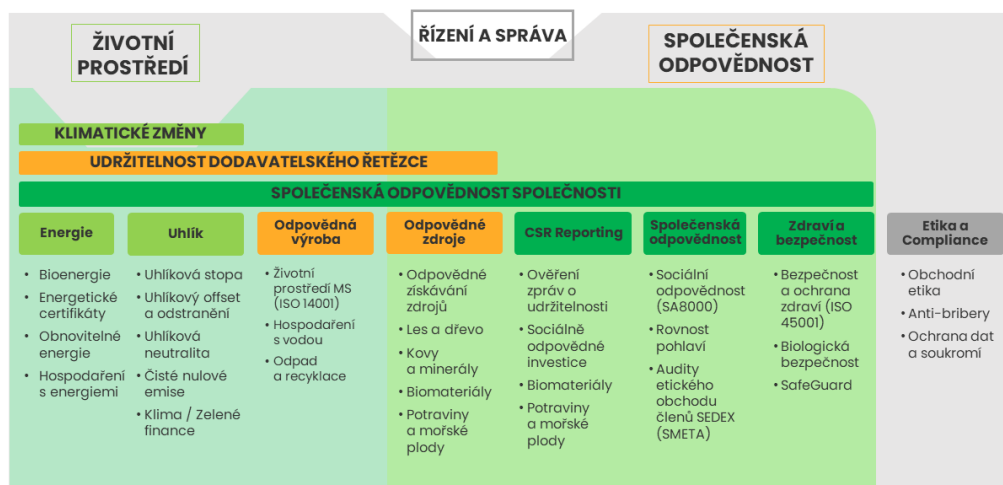 ŽIVOTNÍ
PROSTŘEDÍ
ŘÍZENÍ A SPRÁVA
SPOLEČENSKÁ
ODPOVĚDNOST
KLIMATICKÉ ZMĚNY
UDRŽITELNOST DODAVATELSKÉHO ŘETĚZCE
SPOLEČENSKÁ ODPOVĚDNOST SPOLEČNOSTI
Energie
• Bioenergie
• Energetické
certifikáty
• Obnovitelné
energie
• Hospodaření
s energiemi
Uhlík
• Uhlíková stopa
• Uhlíkový offset
a odstranění
• Uhlíková
neutralita
• Čisté nulové
emise
• Klima / Zelené
finance
Odpovědná
výroba
• Životní
prostředí MS
(ISO 14001)
• Hospodaření
s vodou
• Odpad
a recyklace
Odpovědné
zdroje
• Odpovědné
získávání
zdrojů
• Les a dřevo
• Kovy
a minerály
• Biomateriály
• Potraviny
a mořské
plody
CSR Reporting
• Ověření
zpráv o
udržitelnosti
• Sociálně
odpovědné
investice
• Biomateriály
• Potraviny
a mořské
plody
Společenská
odpovědnost
• Sociální
odpovědnost
(SA8000)
• Rovnost
pohlaví
• Audity
etického
obchodu
členů SEDEX
(SMETA)
Zdraví a
bezpečnost
• Bezpečnost
a ochrana
zdraví (ISO
45001)
• Biologická
bezpečnost
• SafeGuard
Etika a
Compliance
• Obchodní
etika
• Anti-bribery
• Ochrana dat
a soukromí